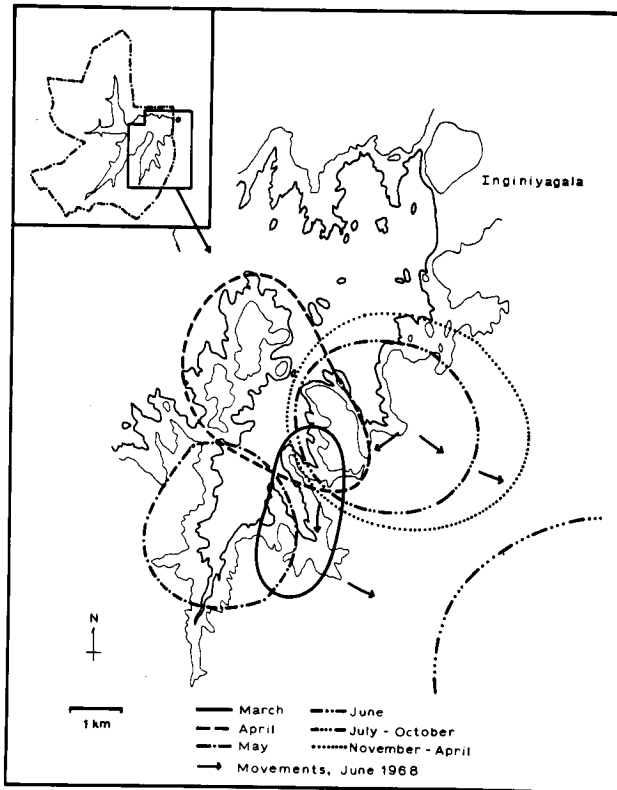 Inginiyagala
N
1 km
March
April
May
June
July - October
November - April
Movements, June 1968